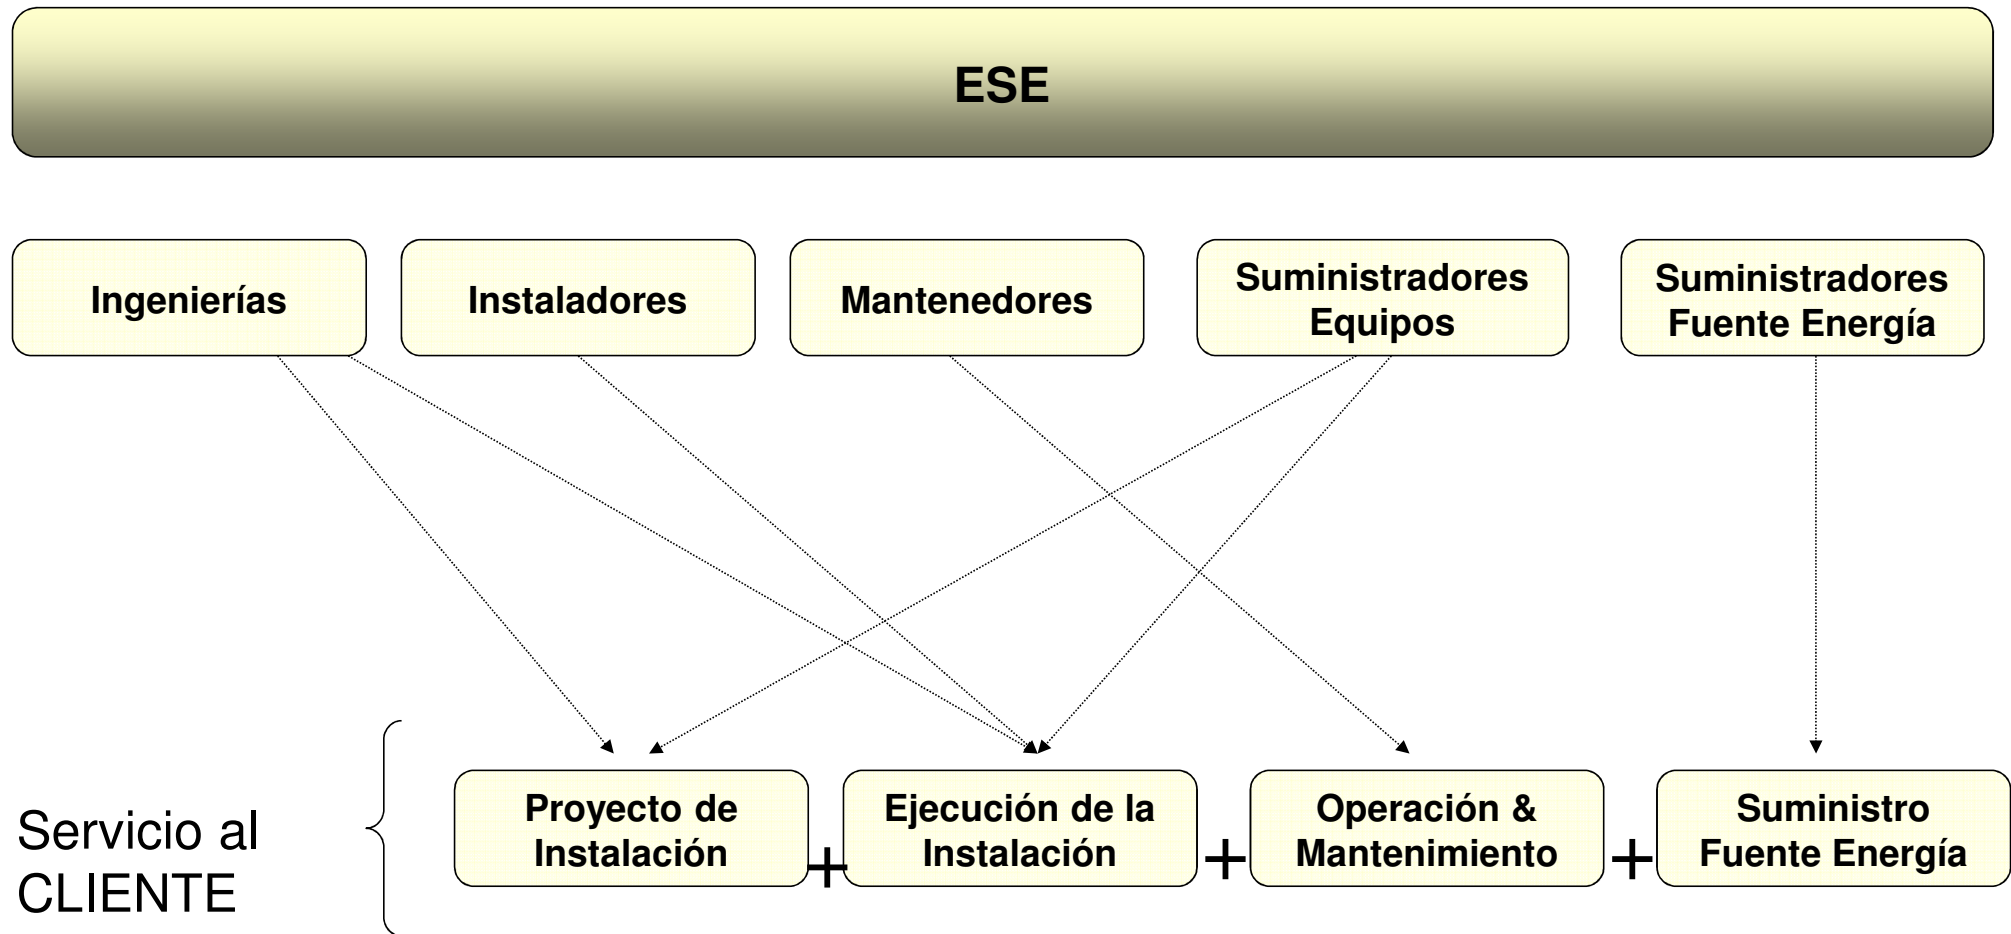 ESE
Ingenierías
Instaladores
Mantenedores
Suministradores
Equipos
Suministradores
Fuente Energía
Servicio al
CLIENTE
Proyecto de
Instalación
+
Ejecución de la
Instalación
+
Operación &
Mantenimiento
+
Suministro
Fuente Energía